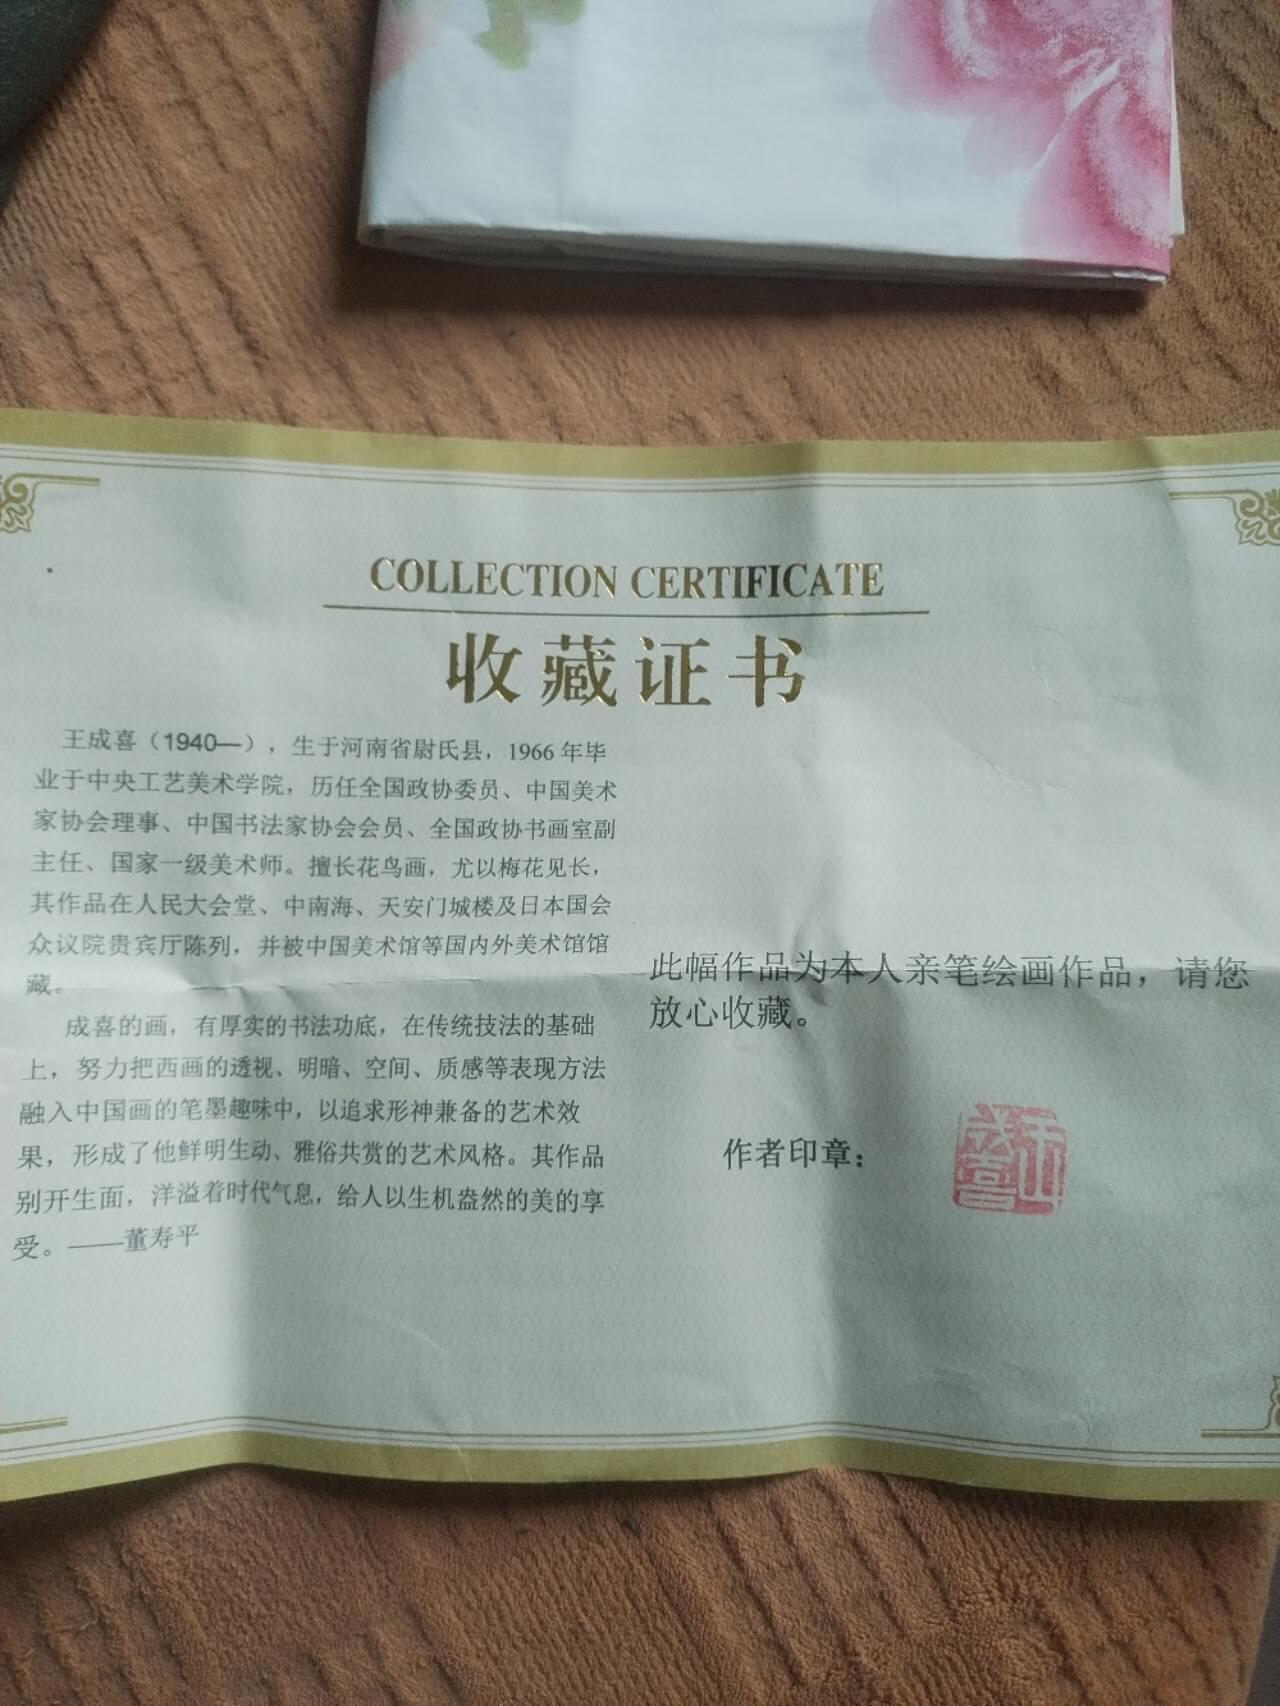 COLLECTION CERTIFICATE
收藏证书
王成喜（1940—），生于河南省尉氏县，1966年毕
业于中央工艺美术学院，历任全国政协委员、中国美术
家协会理事、中国书法家协会会员、全国政协书画室副
主任、国家一级美术师。擅长花鸟画，尤以梅花见长，
其作品在人民大会堂、中南海、天安门城楼及日本国会
众议院贵宾厅陈列，并被中国美术馆等国内外美术馆馆
藏。
成喜的画，有厚实的书法功底，在传统技法的基础
上，努力把西画的透视、明暗、空间、质感等表现方法
融入中国画的笔墨趣味中，以追求形神兼备的艺术效
果，形成了他鲜明生动、雅俗共赏的艺术风格。其作品
别开生面，洋溢着时代气息，给人以生机盎然的美的享
受。——董寿平
此幅作品为本人亲笔绘画作品，请您
放心收藏。
作者印章：